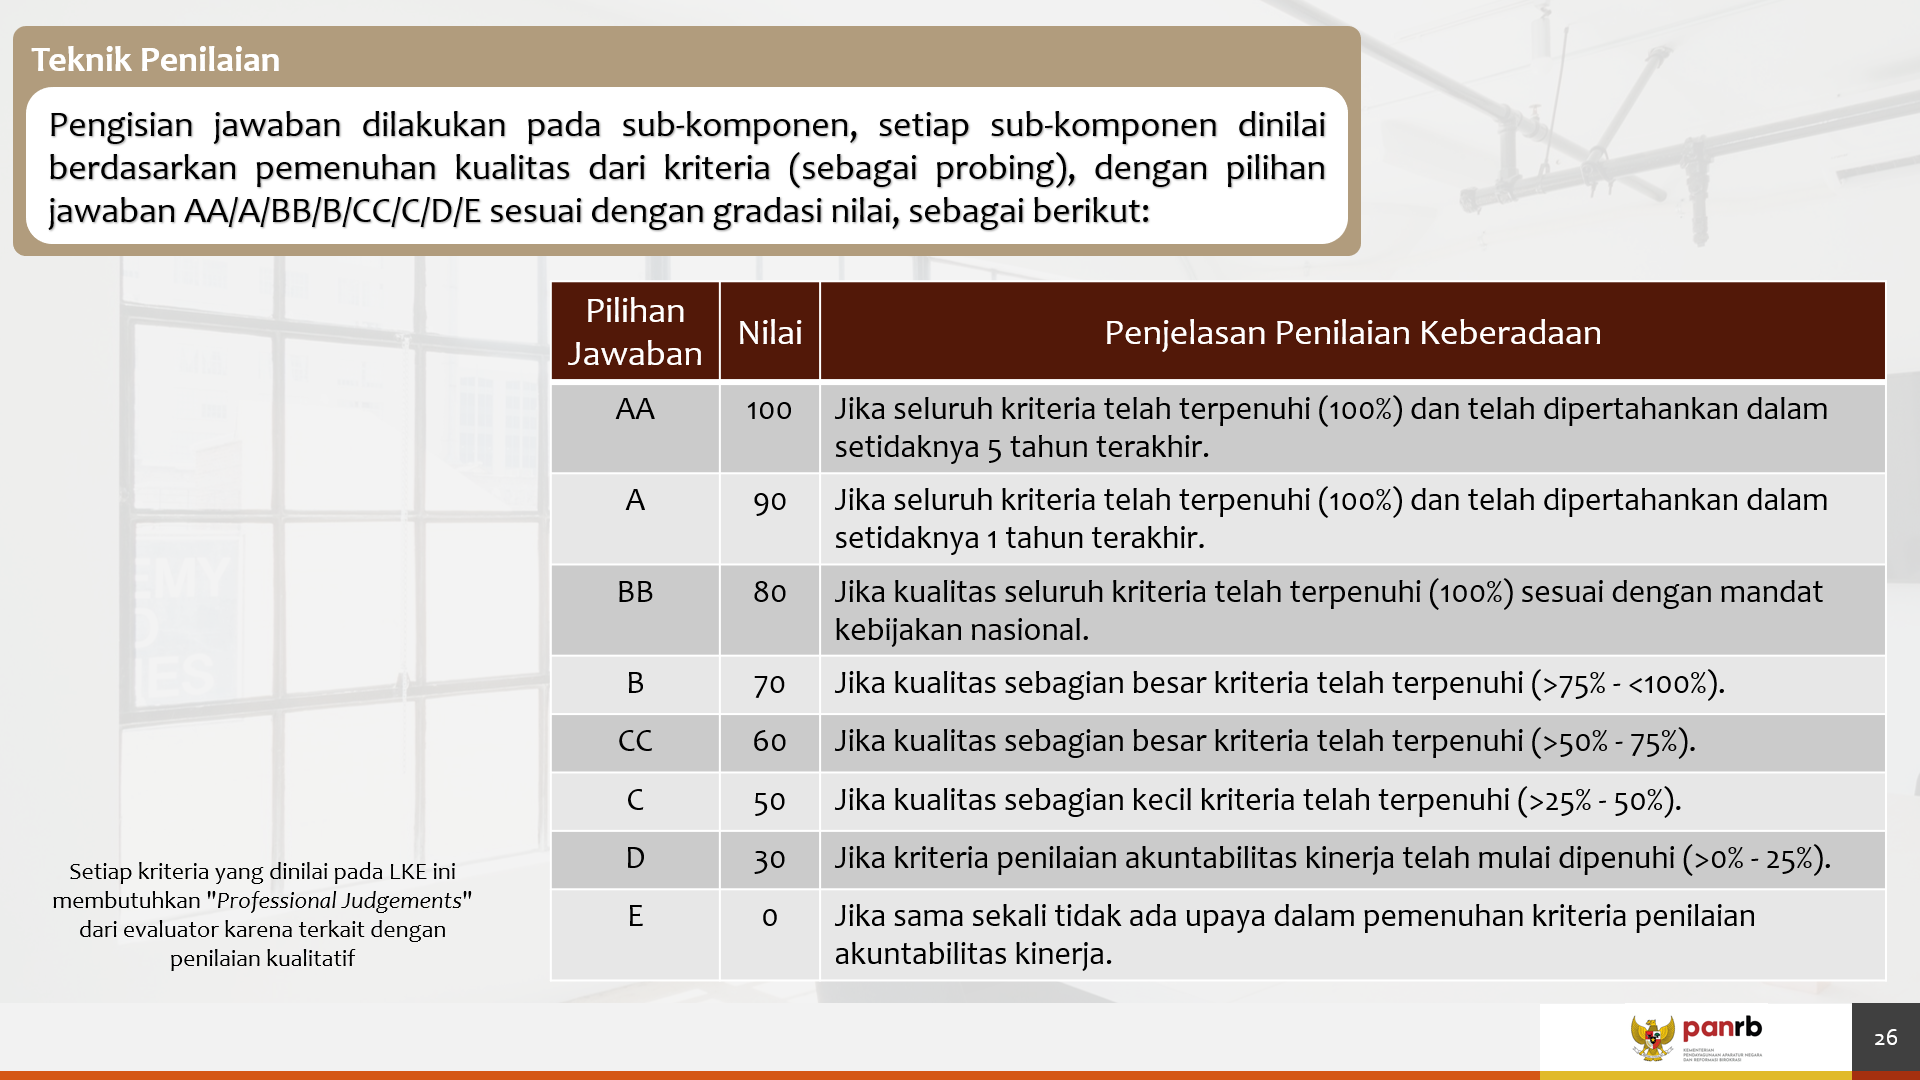 Teknik Penilaian
Pengisian jawaban dilakukan pada sub-komponen, setiap sub-komponen dinilai
berdasarkan pemenuhan kualitas dari kriteria (sebagai probing), dengan pilihan
jawaban AA/A/BB/B/CC/C/D/E sesuai dengan gradasi nilai, sebagai berikut:
Pilihan
Jawaban
Nilai
Penjelasan Penilaian Keberadaan
AA
100
Jika seluruh kriteria telah terpenuhi (100%) dan telah dipertahankan dalam
setidaknya 5 tahun terakhir.
A
90
Jika seluruh kriteria telah terpenuhi (100%) dan telah dipertahankan dalam
setidaknya 1 tahun terakhir.
BB
80
Jika kualitas seluruh kriteria telah terpenuhi (100%) sesuai dengan mandat
kebijakan nasional.
B
70
Jika kualitas sebagian besar kriteria telah terpenuhi (>75% - <100%).
CC
60
Jika kualitas sebagian besar kriteria telah terpenuhi (>50% - 75%).
C
50
Jika kualitas sebagian kecil kriteria telah terpenuhi (>25% - 50%).
D
30
Jika kriteria penilaian akuntabilitas kinerja telah mulai dipenuhi (>0% - 25%).
E
0
Jika sama sekali tidak ada upaya dalam pemenuhan kriteria penilaian
akuntabilitas kinerja.
Setiap kriteria yang dinilai pada LKE ini
membutuhkan "Professional Judgements"
dari evaluator karena terkait dengan
penilaian kualitatif
panrb
KEMENTERIAN
PENDAYAGUNAAN APARATUR NEGARA
DAN REFORMASI BIROKRASI
26